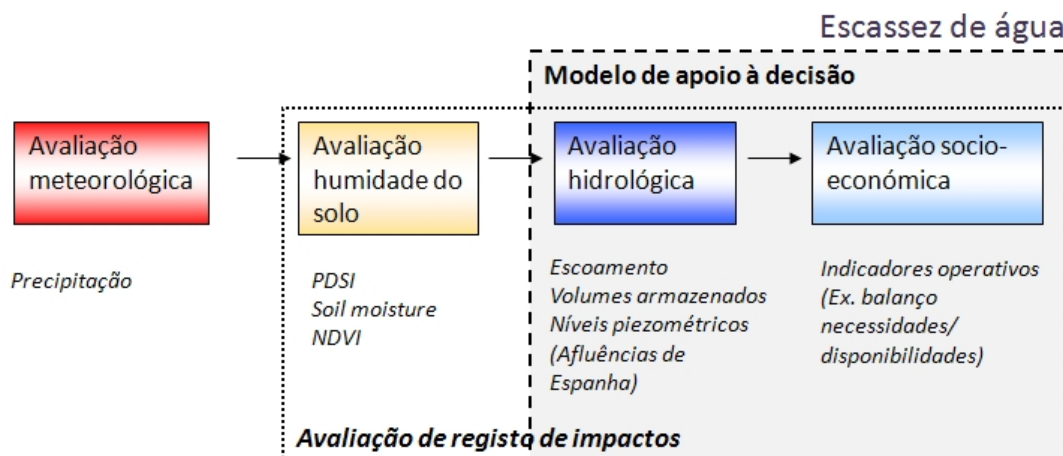 Escassez de água
Modelo de apoio à decisão
Avaliação
meteorológica
Avaliação
humidade do
solo
Avaliação
hidrológica
Avaliação socio-
económica
Precipitação
PDSI
Soil moisture
NDVI
Escoamento
Volumes armazenados
Níveis piezométricos
(Afluências de
Espanha)
Indicadores operativos
(Ex. balanço
necessidades/
disponibilidades)
Avaliação de registo de impactos